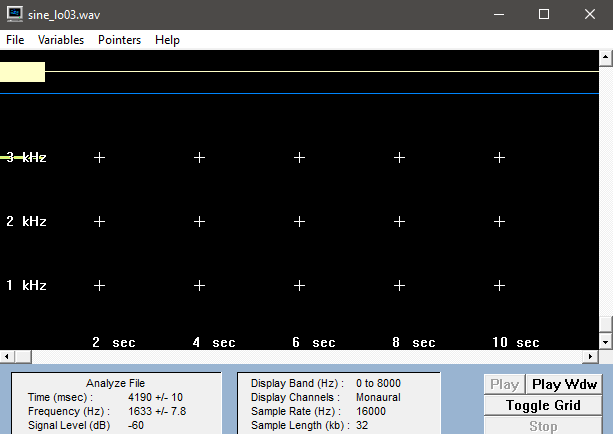 sine_lo03.wav
File Variables Pointers Help
3 kHz
2 kHz
1 kHz
2 sec 4 sec 6 sec 8 sec 10 sec
Analyze File
Time (msec) : 4190 +/- 10
Frequency (Hz) : 1633 +/- 7.8
Signal Level (dB) -60
Display Band (Hz) : 0 to 8000
Display Channels : Monaural
Sample Rate (Hz) : 16000
Sample Length (kb) : 32
Play Play Wdw
Toggle Grid
Stop